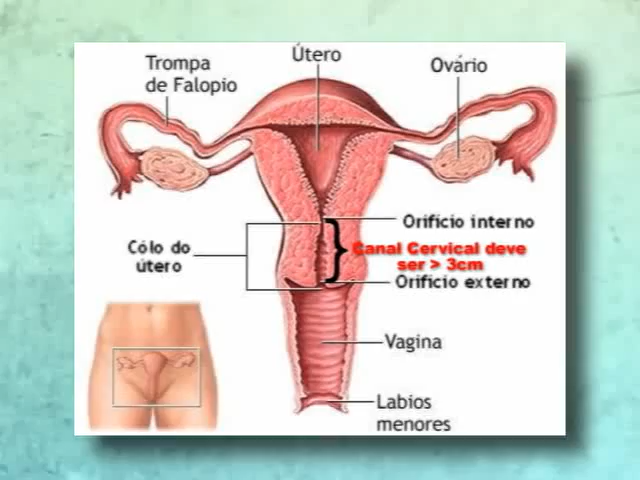 Útero
Trompa
de Falopio
Ovário
Orifício interno
Canal Cervical deve
ser > 3cm
Cólo do
útero
Orifício externo
Vagina
Labios
menores